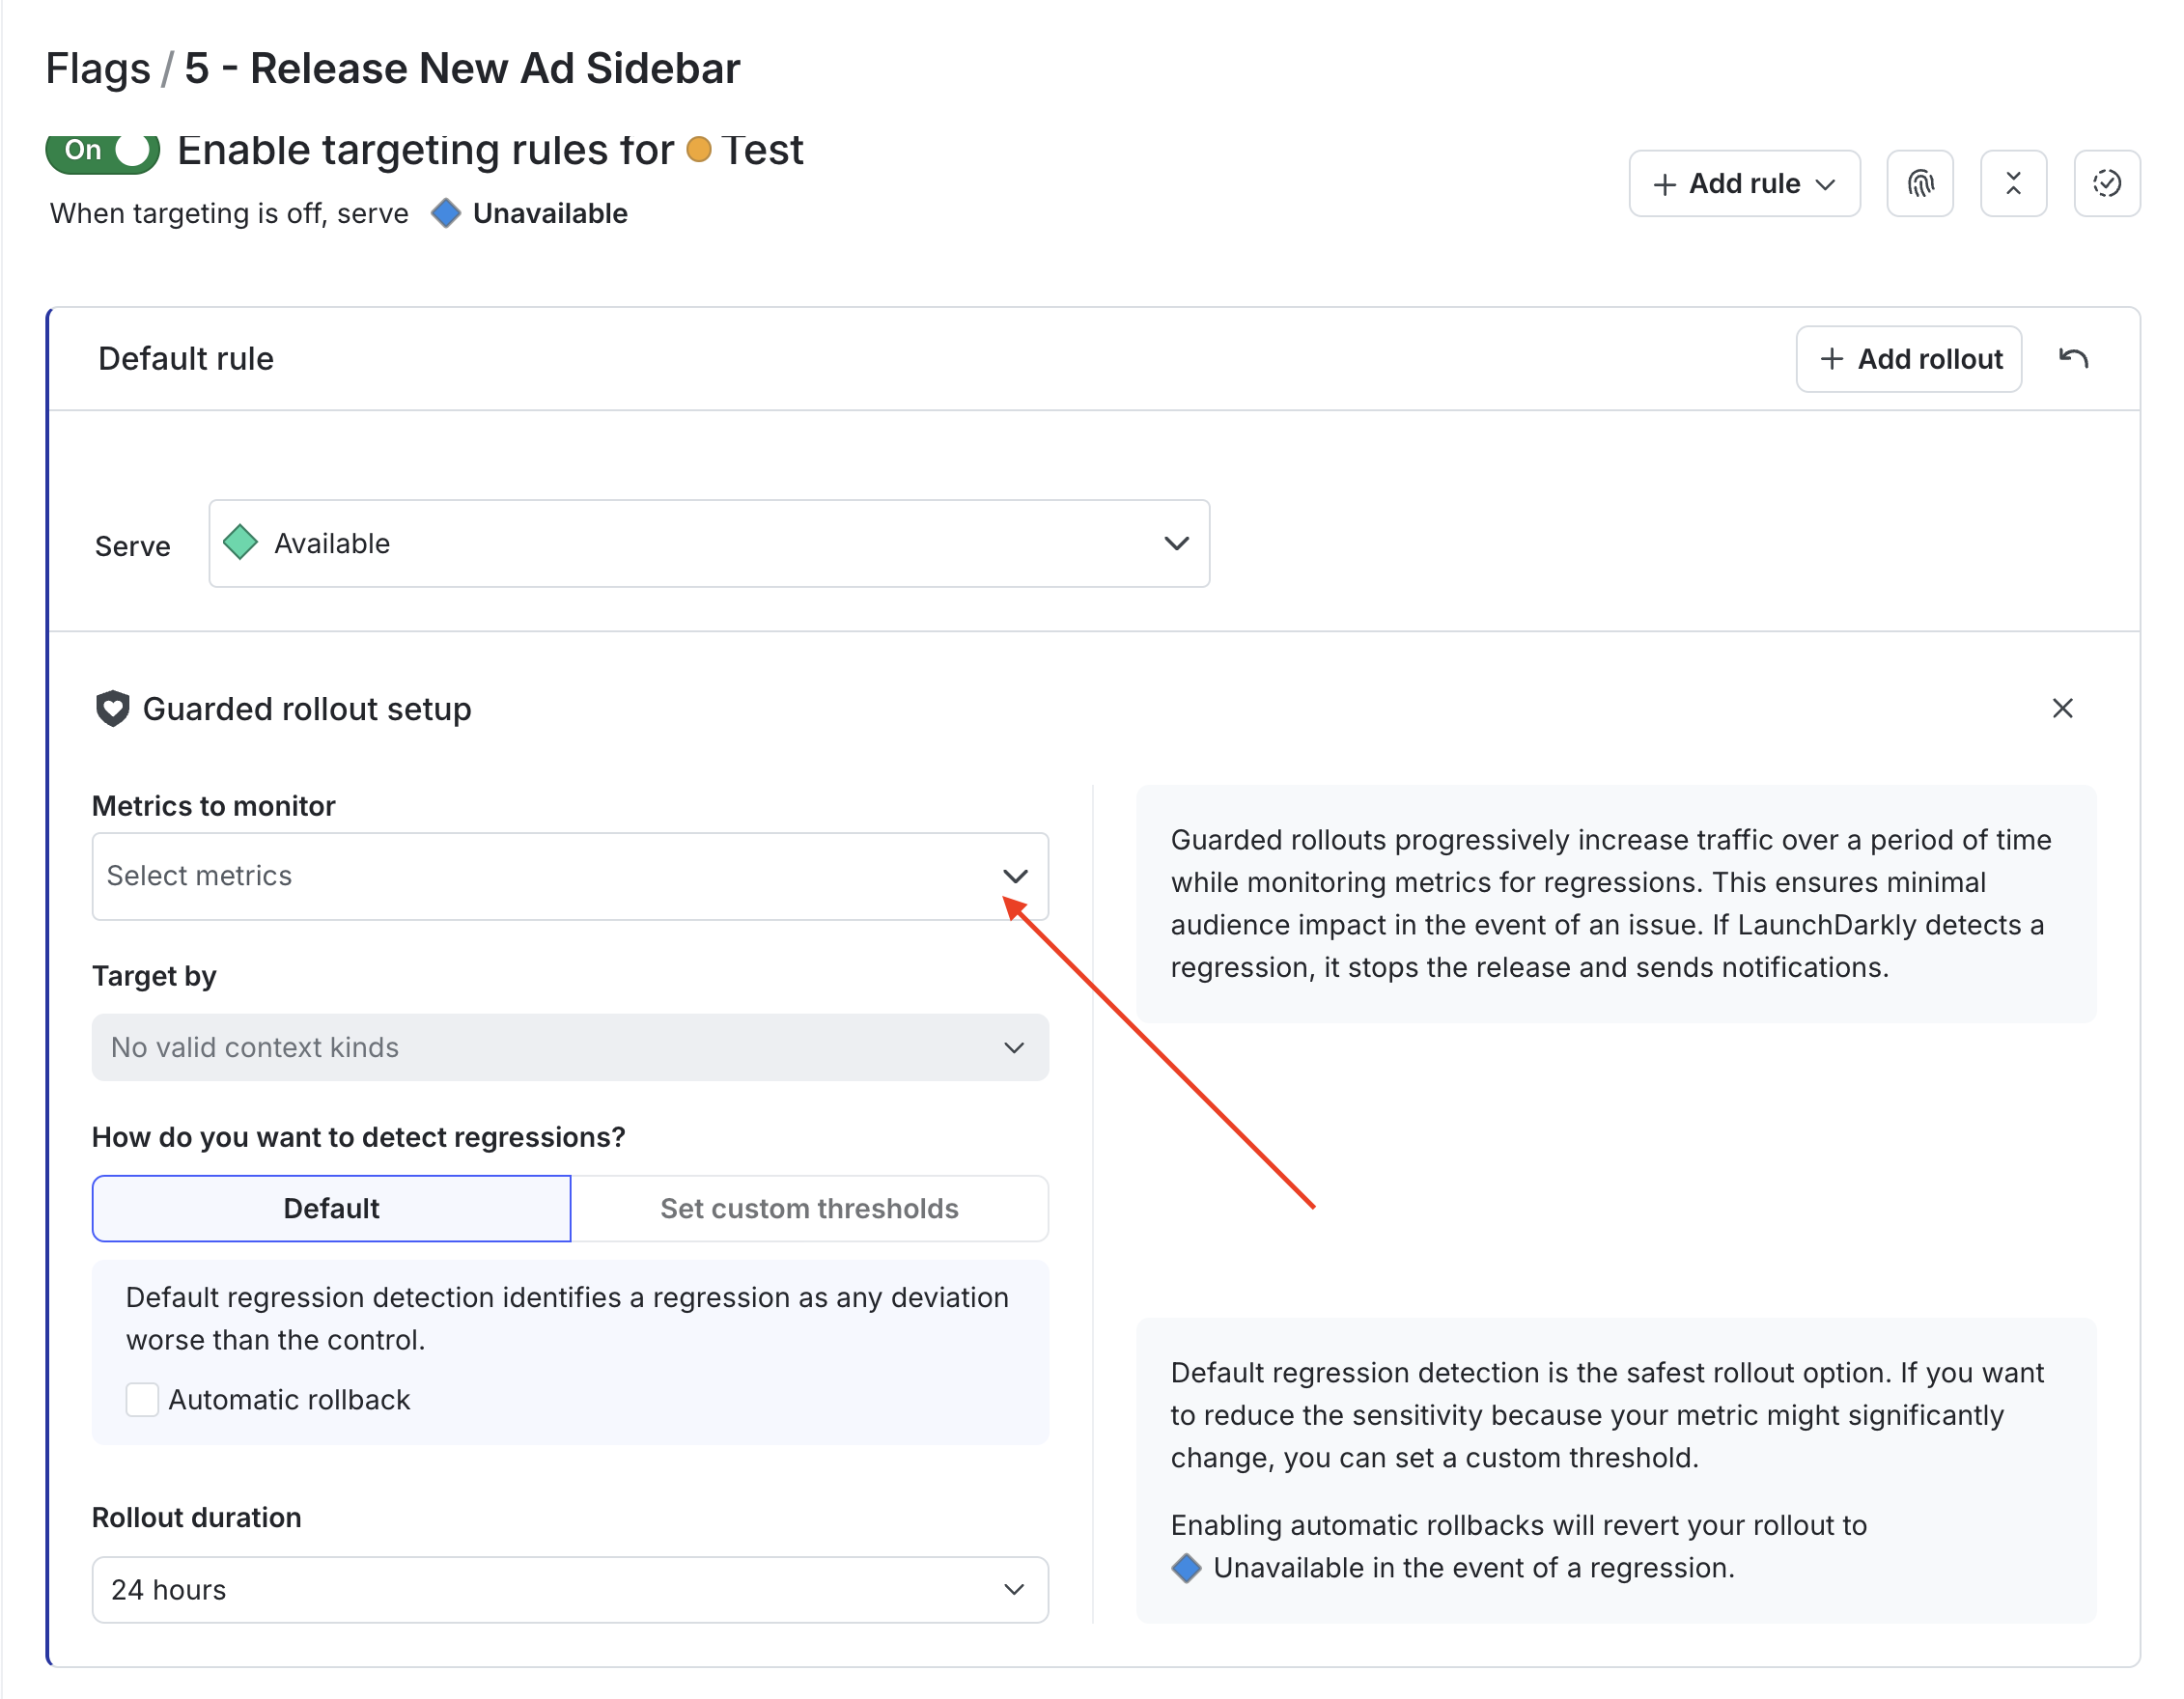 Flags / 5 - Release New Ad Sidebar
On Enable targeting rules for Test
Add rule
When targeting is off, serve Unavailable
Default rule
Add rollout
Serve Available
Guarded rollout setup
Metrics to monitor
Select metrics
Target by
No valid context kinds
How do you want to detect regressions?
Default
Set custom thresholds
Default regression detection identifies a regression as any deviation
worse than the control.
Automatic rollback
Rollout duration
24 hours
Guarded rollouts progressively increase traffic over a period of time
while monitoring metrics for regressions. This ensures minimal
audience impact in the event of an issue. If LaunchDarkly detects a
regression, it stops the release and sends notifications.
Default regression detection is the safest rollout option. If you want
to reduce the sensitivity because your metric might significantly
change, you can set a custom threshold.
Enabling automatic rollbacks will revert your rollout to
Unavailable in the event of a regression.